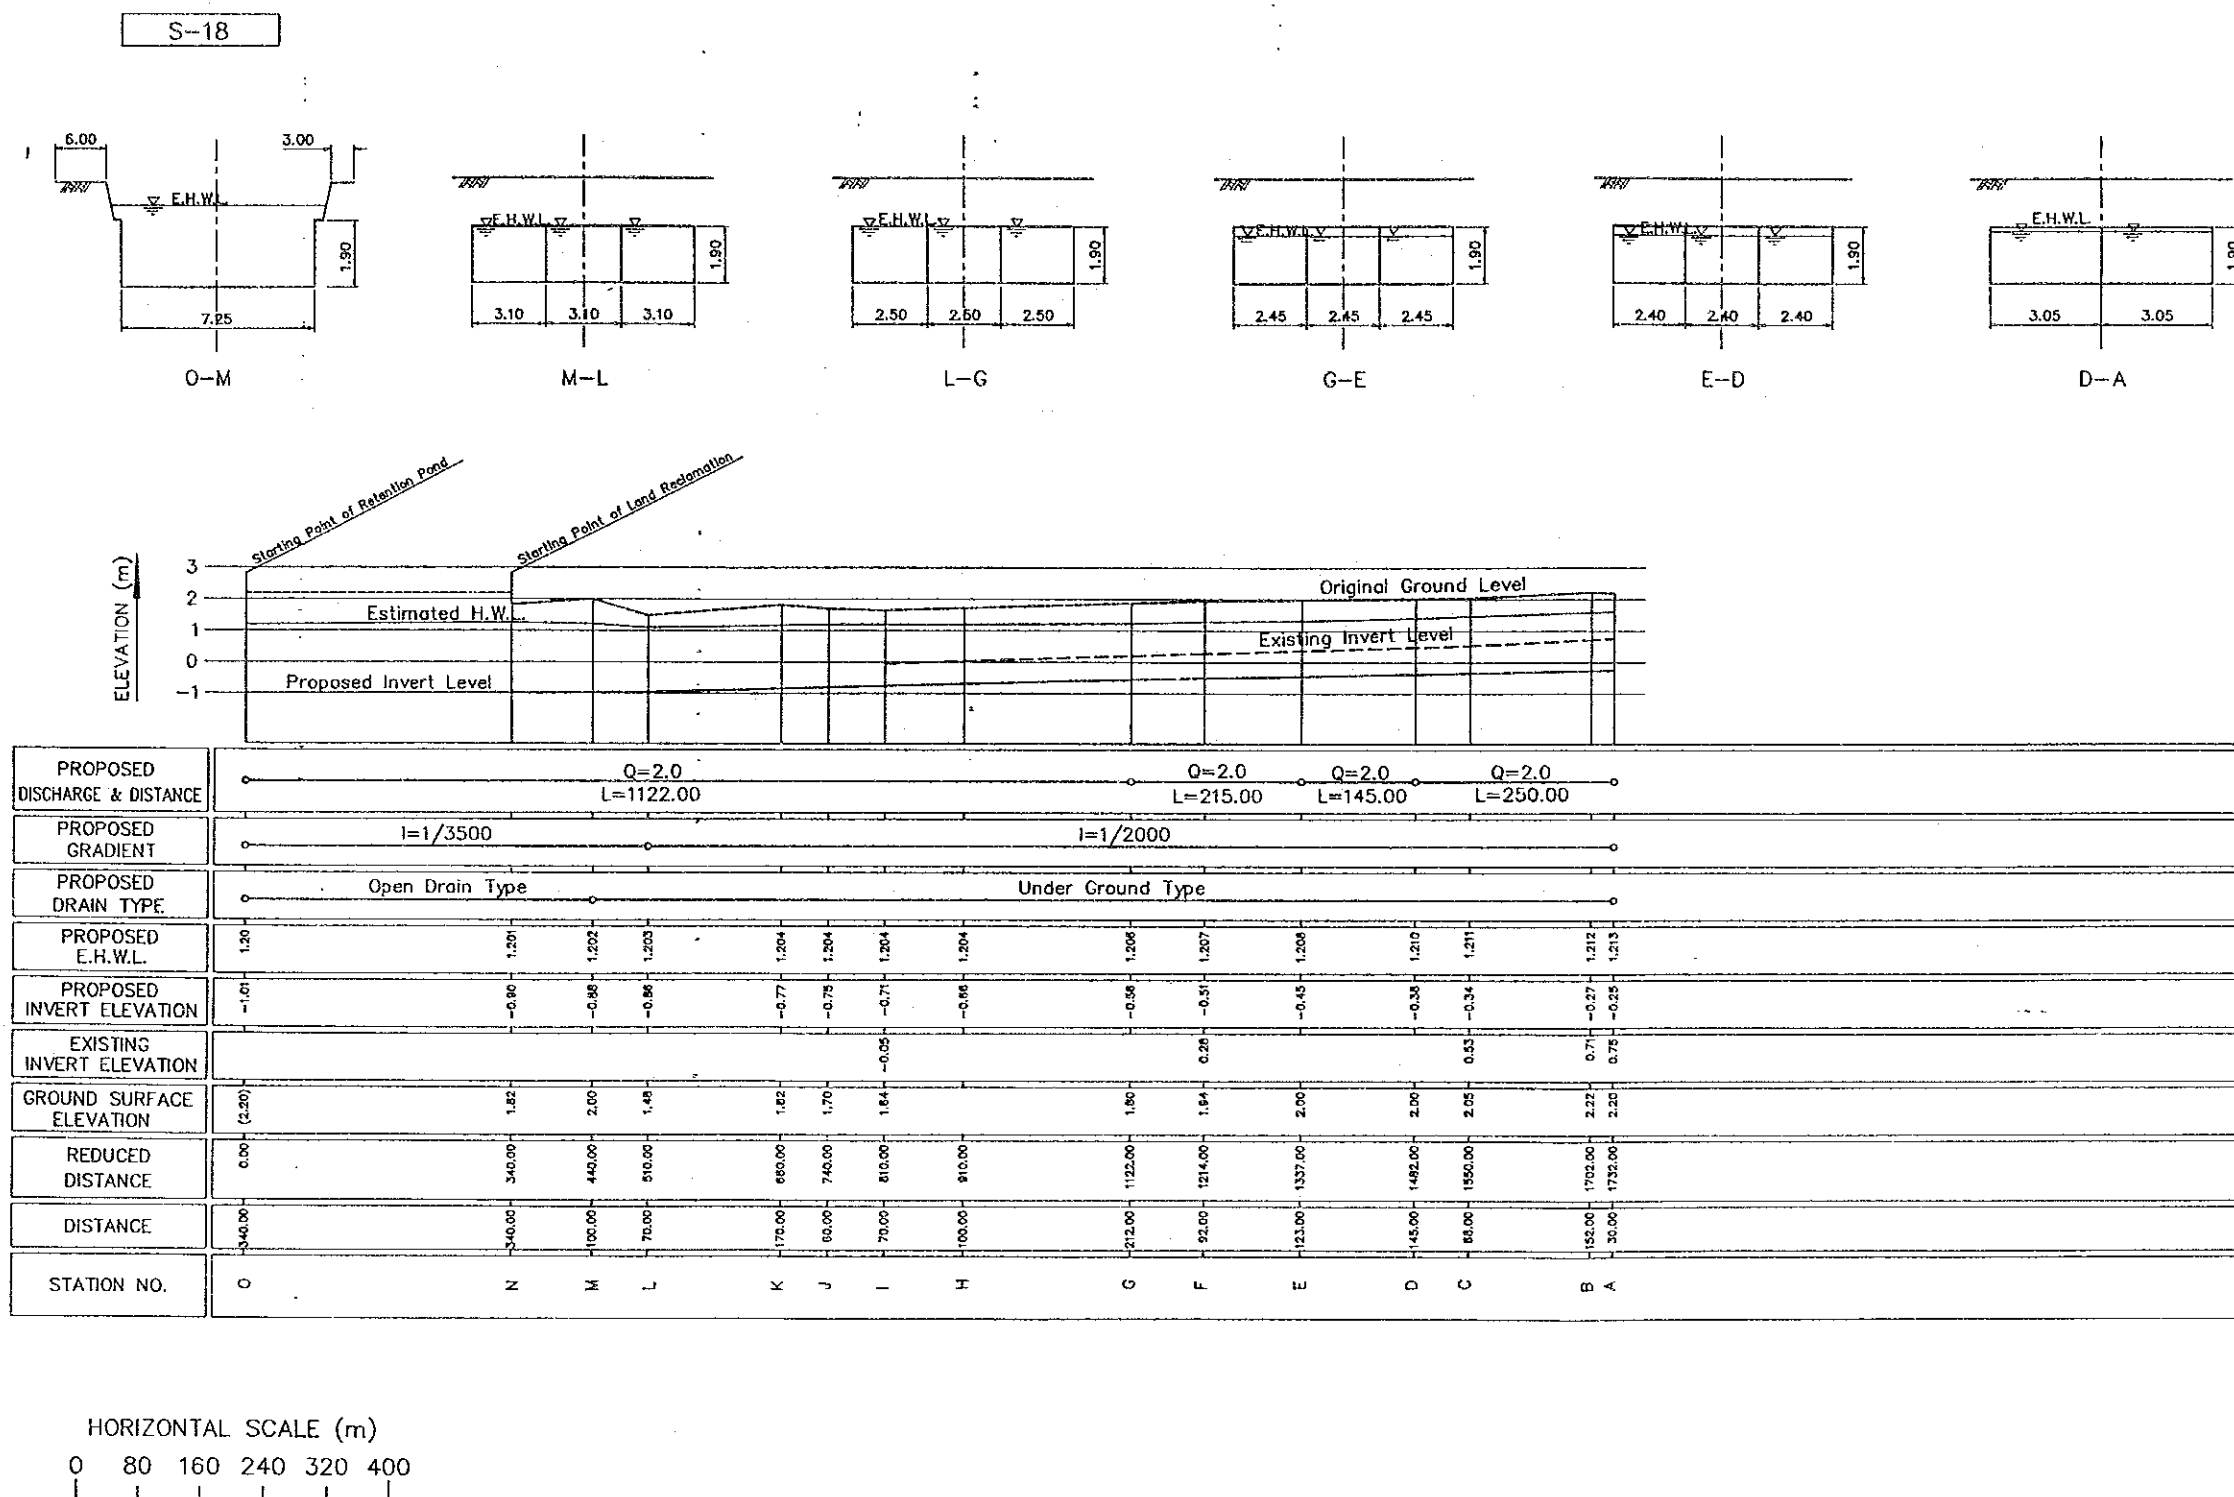 S-18
6.00
3.00
E.H.W.L.
1.90
7.25
O-M
E.H.W.L.
1.90
3.10 3.10 3.10
M-L
E.H.W.L.
1.90
2.50 2.50 2.50
L-G
E.H.W.L.
1.90
2.45 2.45 2.45
G-E
E.H.W.L.
1.90
2.40 2.40 2.40
E-D
E.H.W.L.
1.90
3.05 3.05
D-A
Starting Point of Retention Pond
Starting Point of Land Reclamation
ELEVATION (m)
3
2
1
0
-1
Original Ground Level
Estimated H.W.L.
Existing Invert Level
Proposed Invert Level
PROPOSED
DISCHARGE & DISTANCE
Q=2.0 Q=2.0 Q=2.0 Q=2.0
L=1122.00 L=215.00 L=145.00 L=250.00
PROPOSED
GRADIENT
I=1/3500 I=1/2000
PROPOSED
DRAIN TYPE
Open Drain Type Under Ground Type
PROPOSED
E.H.W.L.
1.20 1.201 1.202 1.203 1.204 1.204 1.204 1.204 1.206 1.207 1.208 1.210 1.211 1.212 1.213
PROPOSED
INVERT ELEVATION
-1.01 -0.90 -0.88 -0.86 -0.77 -0.75 -0.71 -0.66 -0.56 -0.51 -0.45 -0.38 -0.34 -0.27 -0.25
EXISTING
INVERT ELEVATION
-0.05 0.28 0.53 0.71 0.75
GROUND SURFACE
ELEVATION
(2.20) 1.82 2.00 1.48 1.82 1.70 1.64 1.80 1.94 2.00 2.00 2.05 2.22 2.20
REDUCED
DISTANCE
0.00 340.00 440.00 510.00 680.00 740.00 810.00 910.00 1122.00 1214.00 1337.00 1482.00 1550.00 1702.00 1732.00
DISTANCE
340.00 340.00 100.00 70.00 170.00 60.00 70.00 100.00 212.00 92.00 123.00 145.00 68.00 152.00 30.00
STATION NO.
O N M L K J I H G F E D C B A
HORIZONTAL SCALE (m)
0 80 160 240 320 400